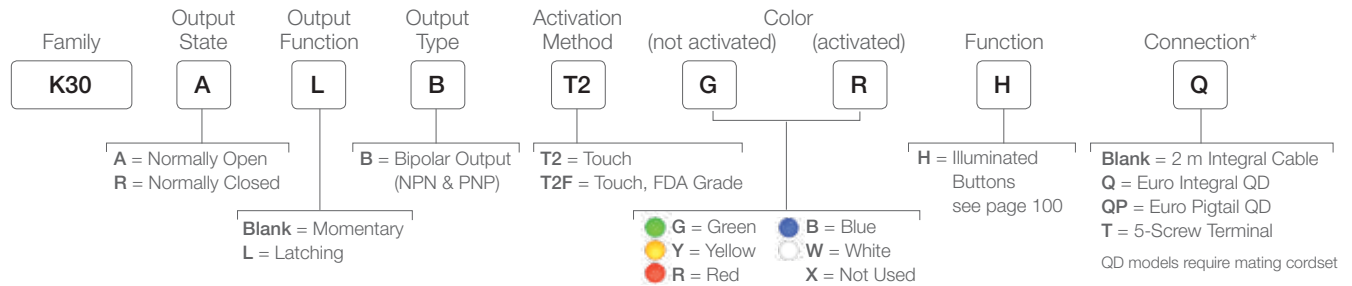 Family
Output
State
Output
Function
Output
Type
Activation
Method
Color
(not activated)
(activated)
Function
Connection*
K30
A
L
B
T2
G
R
H
Q
A = Normally Open
R = Normally Closed
Blank = Momentary
L = Latching
B = Bipolar Output
(NPN & PNP)
T2 = Touch
T2F = Touch, FDA Grade
G = Green
Y = Yellow
R = Red
B = Blue
W = White
X = Not Used
H = Illuminated
Buttons
see page 100
Blank = 2 m Integral Cable
Q = Euro Integral QD
QP = Euro Pigtail QD
T = 5-Screw Terminal
QD models require mating cordset